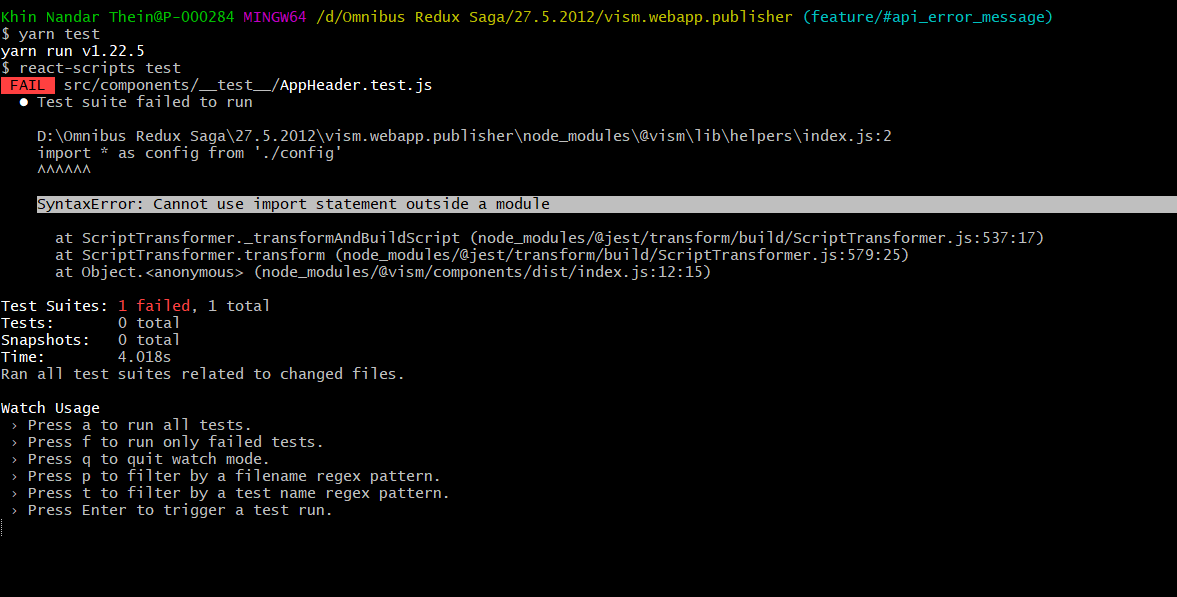 Khin Nandar Thein@P-000284 MINGW64 /d/Omnibus Redux Saga/27.5.2012/vism.webapp.publisher (feature/#api_error_message)
$ yarn test
yarn run v1.22.5
$ react-scripts test
FAIL src/components/__test__/AppHeader.test.js
● Test suite failed to run
D:\Omnibus Redux Saga\27.5.2012\vism.webapp.publisher\node_modules\@vism\lib\helpers\index.js:2
import * as config from './config'
^^^^^^
SyntaxError: Cannot use import statement outside a module
at ScriptTransformer._transformAndBuildScript (node_modules/@jest/transform/build/ScriptTransformer.js:537:17)
at ScriptTransformer.transform (node_modules/@jest/transform/build/ScriptTransformer.js:579:25)
at Object.<anonymous> (node_modules/@vism/components/dist/index.js:12:15)
Test Suites: 1 failed, 1 total
Tests: 0 total
Snapshots: 0 total
Time: 4.018s
Ran all test suites related to changed files.
Watch Usage
› Press a to run all tests.
› Press f to run only failed tests.
› Press q to quit watch mode.
› Press p to filter by a filename regex pattern.
› Press t to filter by a test name regex pattern.
› Press Enter to trigger a test run.